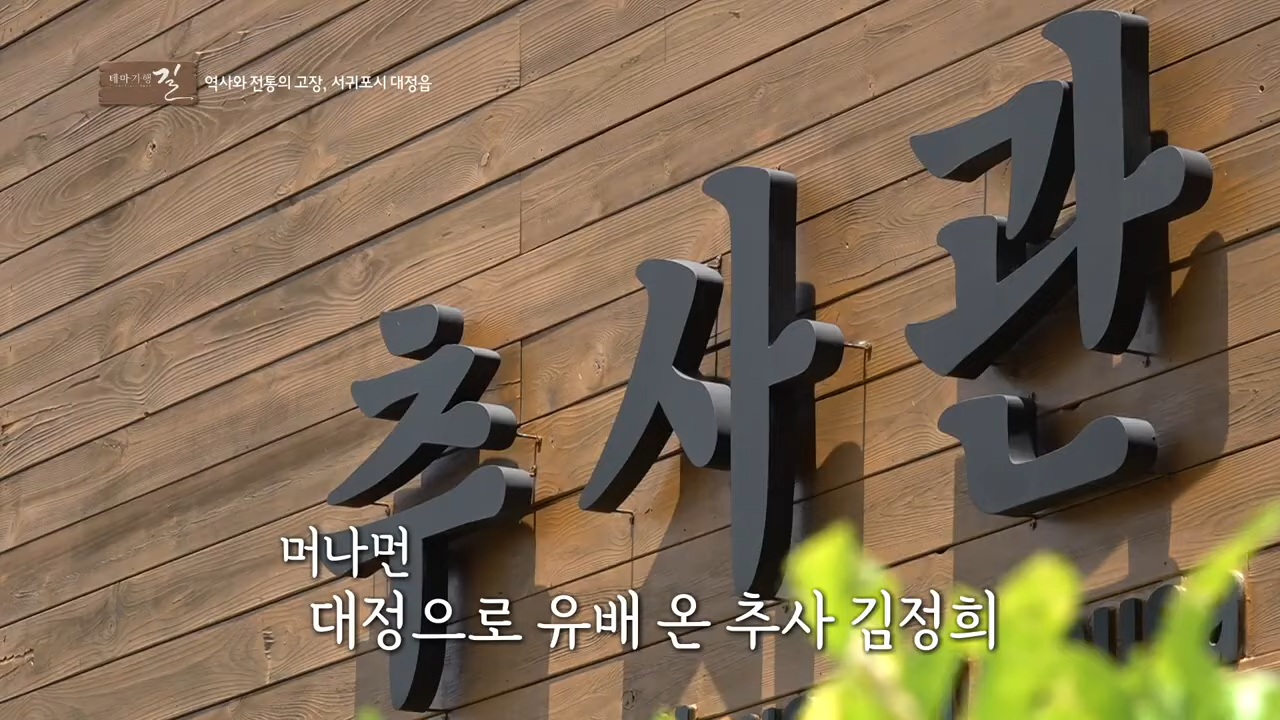 테마기행 길 역사와 전통의 고장, 서귀포시 대정읍
추사관
머나먼
대정으로 유배 온 추사 김정희